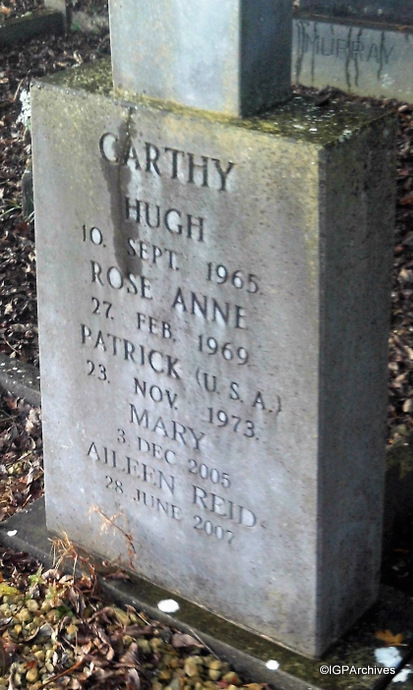 MURRAY
CARTHY
HUGH
10. SEPT. 1965.
ROSE ANNE
27. FEB. 1969.
PATRICK (U.S.A.)
23. NOV. 1973.
MARY
3 DEC 2005
AILEEN REID
28 JUNE 2007
©IGPArchives